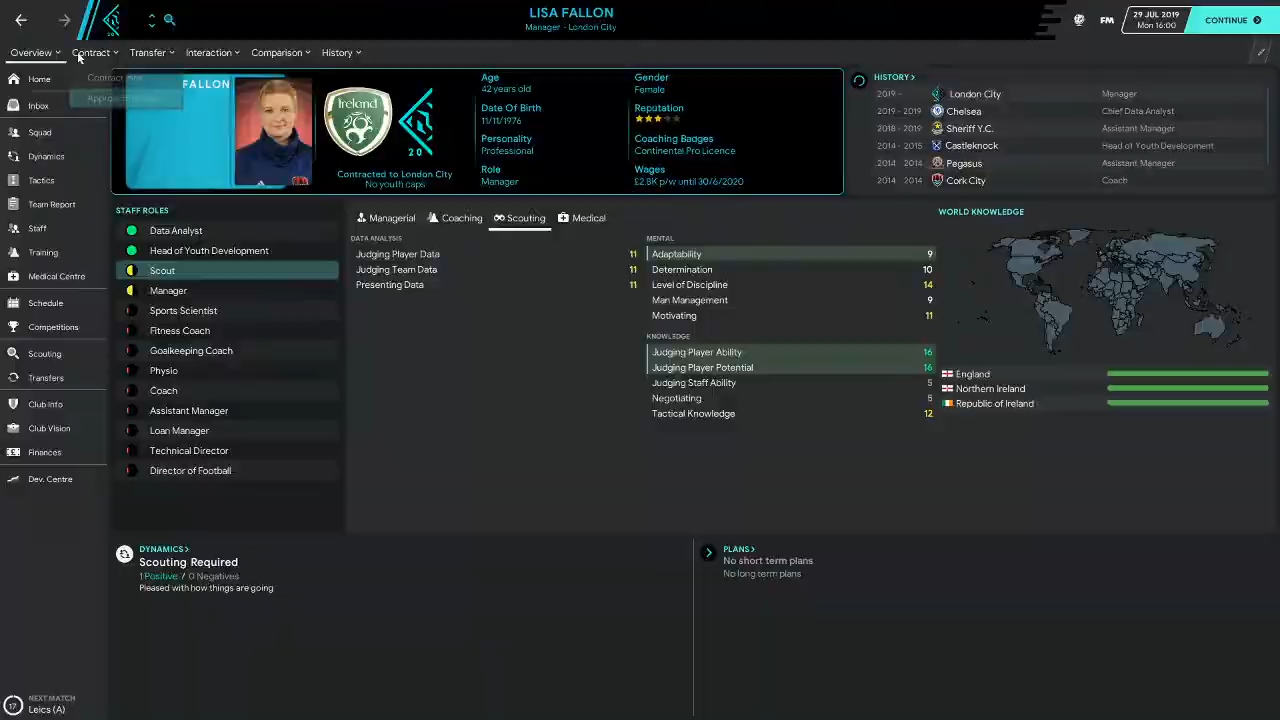 LISA FALLON
Manager - London City
FM
29 JUL 2019
Mon 16:00
CONTINUE
Overview
Contract
Transfer
Interaction
Comparison
History
Home
Inbox
Squad
Dynamics
Tactics
Team Report
Staff
Training
Medical Centre
Schedule
Competitions
Scouting
Transfers
Club Info
Club Vision
Finances
Dev. Centre
NEXT MATCH
17 Leics (A)
FALLON
Ireland
20
Contracted to London City
No youth caps
Age
42 years old
Date Of Birth
11/11/1976
Personality
Professional
Role
Manager
Gender
Female
Reputation
Coaching Badges
Continental Pro Licence
Wages
£2.8K p/w until 30/6/2020
HISTORY >
2019 - London City Manager
2019 - 2019 Chelsea Chief Data Analyst
2018 - 2019 Sheriff Y.C. Assistant Manager
2014 - 2015 Castleknock Head of Youth Development
2014 - 2014 Pegasus Assistant Manager
2014 - 2014 Cork City Coach
STAFF ROLES
Data Analyst
Head of Youth Development
Scout
Manager
Sports Scientist
Fitness Coach
Goalkeeping Coach
Physio
Coach
Assistant Manager
Loan Manager
Technical Director
Director of Football
Managerial
Coaching
Scouting
Medical
DATA ANALYSIS
Judging Player Data 11
Judging Team Data 11
Presenting Data 11
MENTAL
Adaptability 9
Determination 10
Level of Discipline 14
Man Management 9
Motivating 11
KNOWLEDGE
Judging Player Ability 16
Judging Player Potential 16
Judging Staff Ability 5
Negotiating 5
Tactical Knowledge 12
WORLD KNOWLEDGE
England
Northern Ireland
Republic of Ireland
DYNAMICS >
Scouting Required
1 Positive / 0 Negatives
Pleased with how things are going
PLANS >
No short term plans
No long term plans